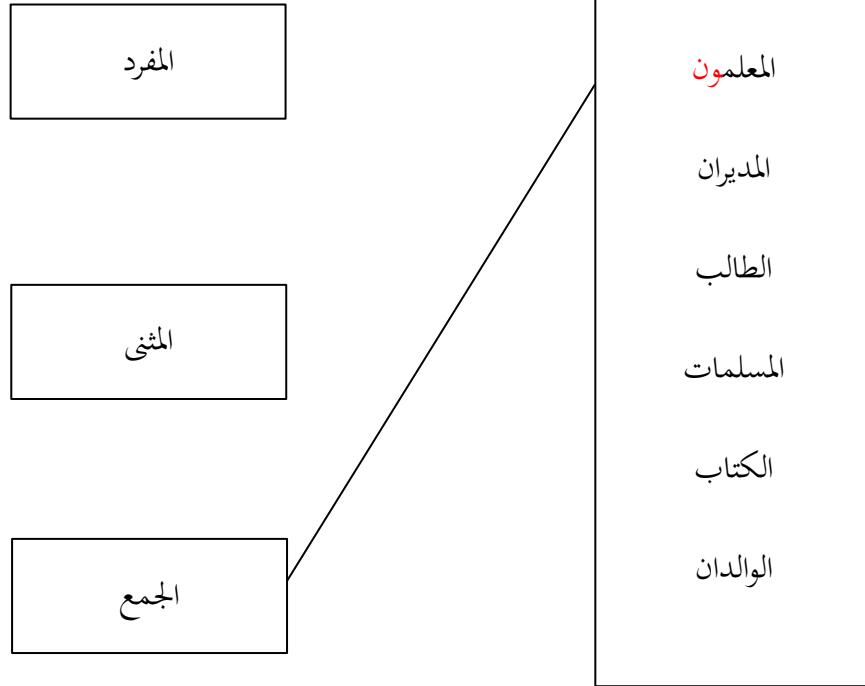 المعلمون
المديران
الطالب
المسلمات
الكتاب
الوالدان
المفرد
المثنى
الجمع